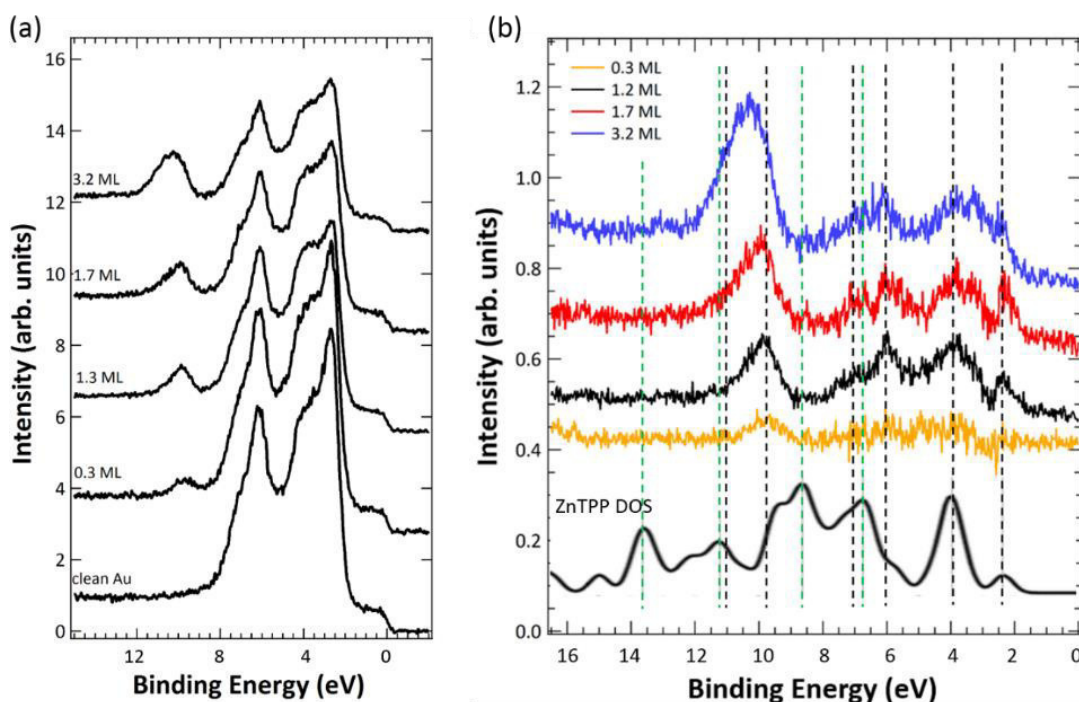 (a)
16
14
12
10
8
6
4
2
0
3.2 ML
1.7 ML
1.3 ML
0.3 ML
clean Au
12
8
4
0
Intensity (arb. units)
Binding Energy (eV)
(b)
0.3 ML
1.2 ML
1.7 ML
3.2 ML
1.2
1.0
0.8
0.6
0.4
0.2
0.0
ZnTPP DOS
16
14
12
10
8
6
4
2
0
Intensity (arb. units)
Binding Energy (eV)